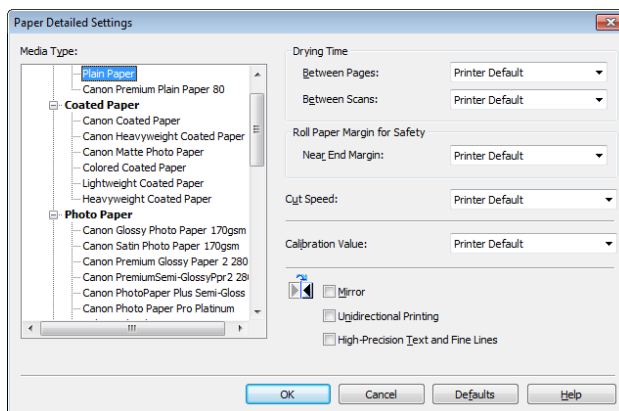 Paper Detailed Settings
Media Type:
Plain Paper
Canon Premium Plain Paper 80
Coated Paper
Canon Coated Paper
Canon Heavyweight Coated Paper
Canon Matte Photo Paper
Colored Coated Paper
Lightweight Coated Paper
Heavyweight Coated Paper
Photo Paper
Canon Glossy Photo Paper 170gsm
Canon Satin Photo Paper 170gsm
Canon Premium Glossy Paper 2 280
Canon PremiumSemi-GlossyPpr2 280
Canon PhotoPaper Plus Semi-Gloss
Canon Photo Paper Pro Platinum
Drying Time
Between Pages: Printer Default
Between Scans: Printer Default
Roll Paper Margin for Safety
Near End Margin: Printer Default
Cut Speed: Printer Default
Calibration Value: Printer Default
Mirror
Unidirectional Printing
High-Precision Text and Fine Lines
OK Cancel Defaults Help